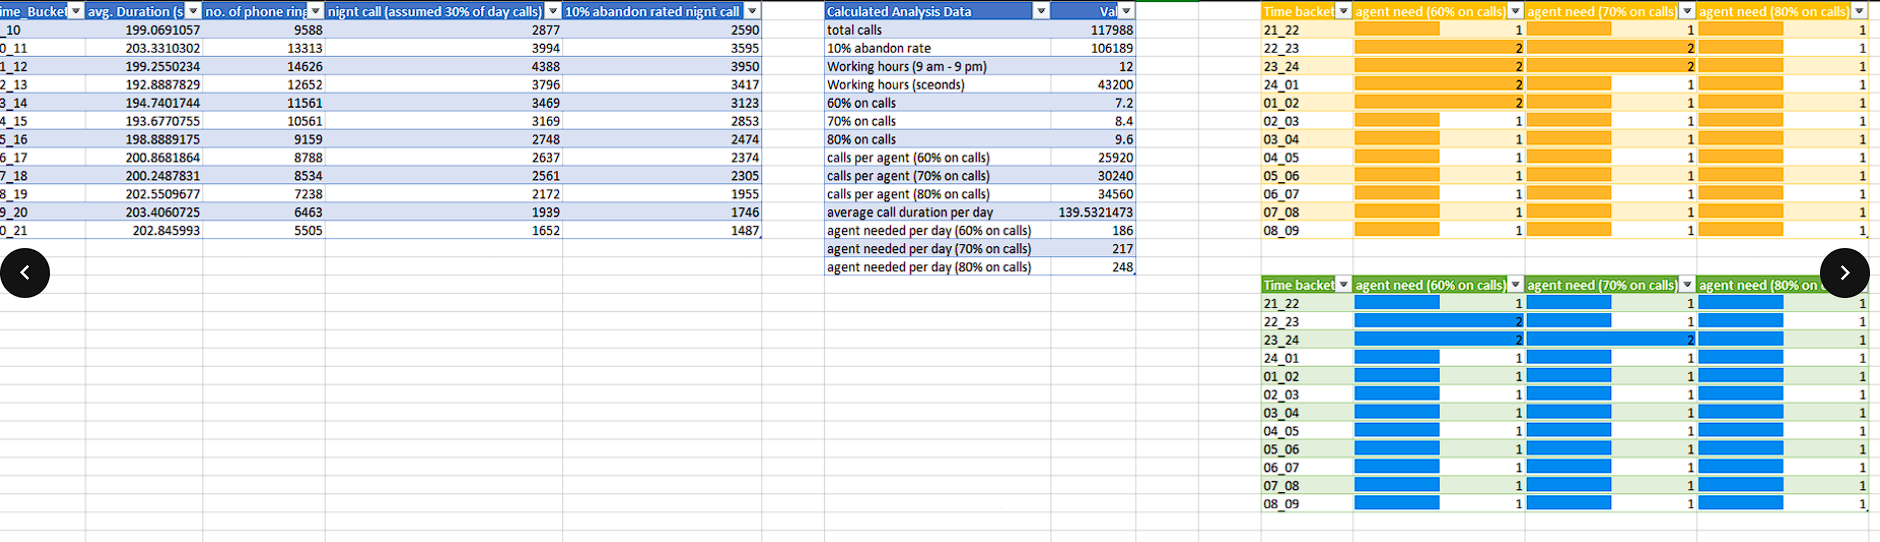 ime_Bucket avg. Duration (s no. of phone ring nignt call (assumed 30% of day calls) 10% abandon rated nignt call
_10 199.0691057 9588 2877 2590
0_11 203.3310302 13313 3994 3595
1_12 199.2550234 14626 4388 3950
2_13 192.8887829 12652 3796 3417
3_14 194.7401744 11561 3469 3123
4_15 193.6770755 10561 3169 2853
5_16 198.8889175 9159 2748 2474
6_17 200.8681864 8788 2637 2374
7_18 200.2487831 8534 2561 2305
8_19 202.5509677 7238 2172 1955
9_20 203.4060725 6463 1939 1746
0_21 202.845993 5505 1652 1487
Calculated Analysis Data Val
total calls 117988
10% abandon rate 106189
Working hours (9 am - 9 pm) 12
Working hours (sceonds) 43200
60% on calls 7.2
70% on calls 8.4
80% on calls 9.6
calls per agent (60% on calls) 25920
calls per agent (70% on calls) 30240
calls per agent (80% on calls) 34560
average call duration per day 139.5321473
agent needed per day (60% on calls) 186
agent needed per day (70% on calls) 217
agent needed per day (80% on calls) 248
Time backet agent need (60% on calls) agent need (70% on calls) agent need (80% on calls)
21_22 1 1 1
22_23 2 2 1
23_24 2 2 1
24_01 2 1 1
01_02 2 1 1
02_03 1 1 1
03_04 1 1 1
04_05 1 1 1
05_06 1 1 1
06_07 1 1 1
07_08 1 1 1
08_09 1 1 1
Time backet agent need (60% on calls) agent need (70% on calls) agent need (80% on
21_22 1 1 1
22_23 2 1 1
23_24 2 2 1
24_01 1 1 1
01_02 1 1 1
02_03 1 1 1
03_04 1 1 1
04_05 1 1 1
05_06 1 1 1
06_07 1 1 1
07_08 1 1 1
08_09 1 1 1